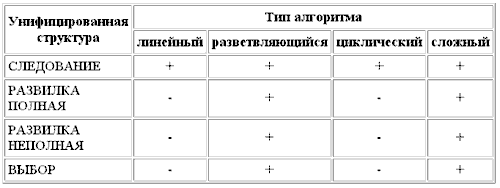 Унифицированная структура
Тип алгоритма
линейный разветвляющийся циклический сложный
СЛЕДОВАНИЕ + + + +
РАЗВИЛКА
ПОЛНАЯ - + - +
РАЗВИЛКА
НЕПОЛНАЯ - + - +
ВЫБОР - + - +